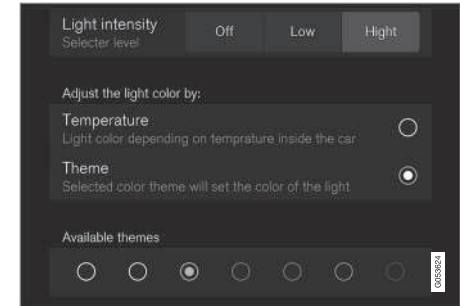 Light intensity
Selecter level
Off Low Hight
Adjust the light color by:
Temperature
Light color depending on temprature inside the car
Theme
Selected color theme will set the color of the light
Available themes
G053624